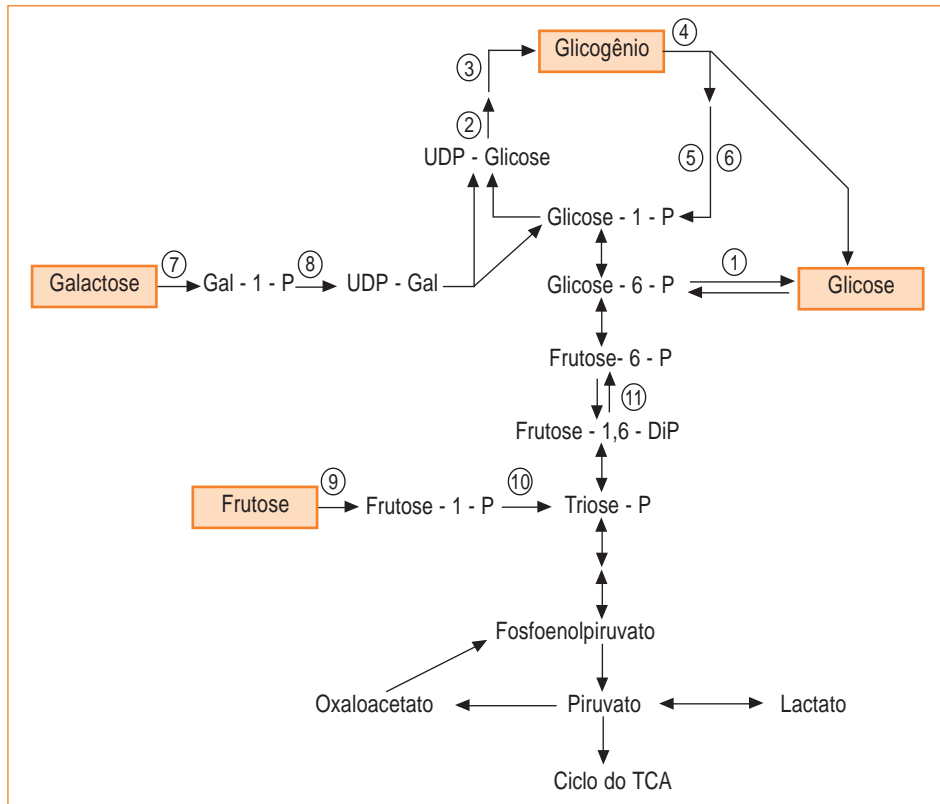 Glicogênio
④
③
②
UDP - Glicose
⑤ ⑥
Glicose - 1 - P
Galactose
⑦
Gal - 1 - P
⑧
UDP - Gal
Glicose - 6 - P
①
Glicose
Frutose- 6 - P
⑪
Frutose - 1,6 - DiP
Frutose
⑨
Frutose - 1 - P
⑩
Triose - P
Fosfoenolpiruvato
Oxaloacetato
Piruvato
Lactato
Ciclo do TCA